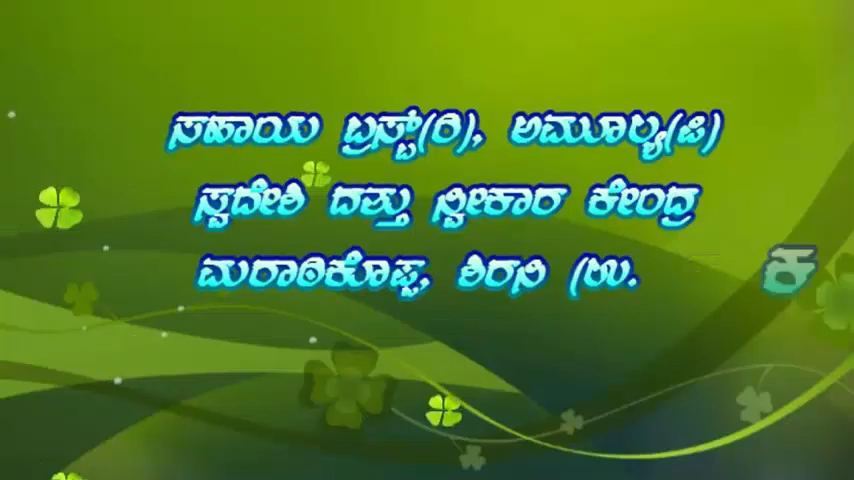 ಸಹಾಯ ಟ್ರಸ್ಟ್(ರಿ), ಅಮೂಲ್ಯ(ಪಿ)
ಸ್ವದೇಶಿ ದತ್ತು ಸ್ವೀಕಾರ ಕೇಂದ್ರ
ಮರಾಠಿಕೊಪ್ಪ, ಶಿರಸಿ (ಉ. ಕ